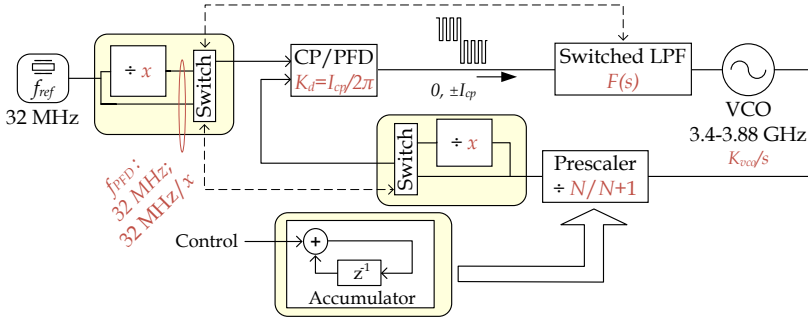 f_ref
32 MHz
÷ x
Switch
f_PFD:
32 MHz;
32 MHz/x
CP/PFD
K_d=I_cp/2π
0, ±I_cp
Switched LPF
F(s)
VCO
3.4-3.88 GHz
K_vco/s
Switch
÷ x
Prescaler
÷ N/N+1
Control
+
z^-1
Accumulator